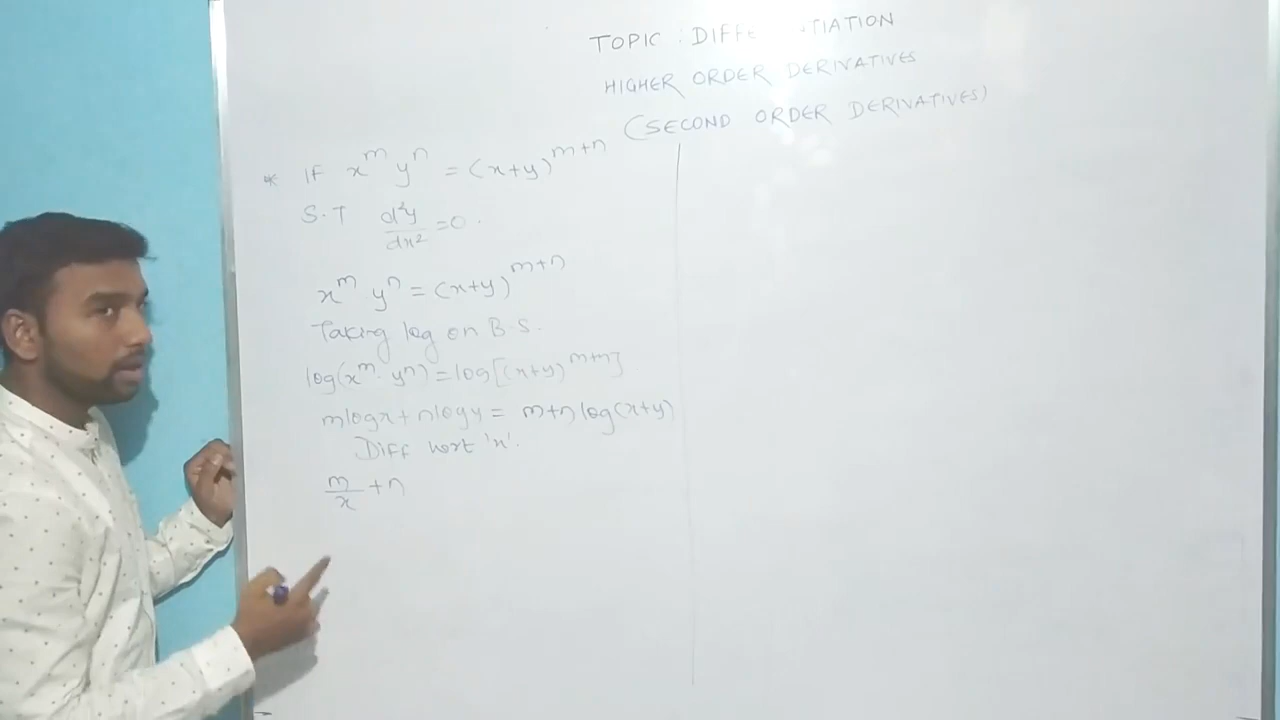 TOPIC : DIFFE TIATION
HIGHER ORDER DERIVATIVES
(SECOND ORDER DERIVATIVES)
* IF x^m y^n = (x+y)^m+n
S.T d²y/dx² = 0.
x^m y^n = (x+y)^m+n
Taking log on B.S.
log(x^m . y^n) = log[(x+y)^m+n]
m log x + n log y = m+n log(x+y)
Diff wrt 'x'.
m/x + n